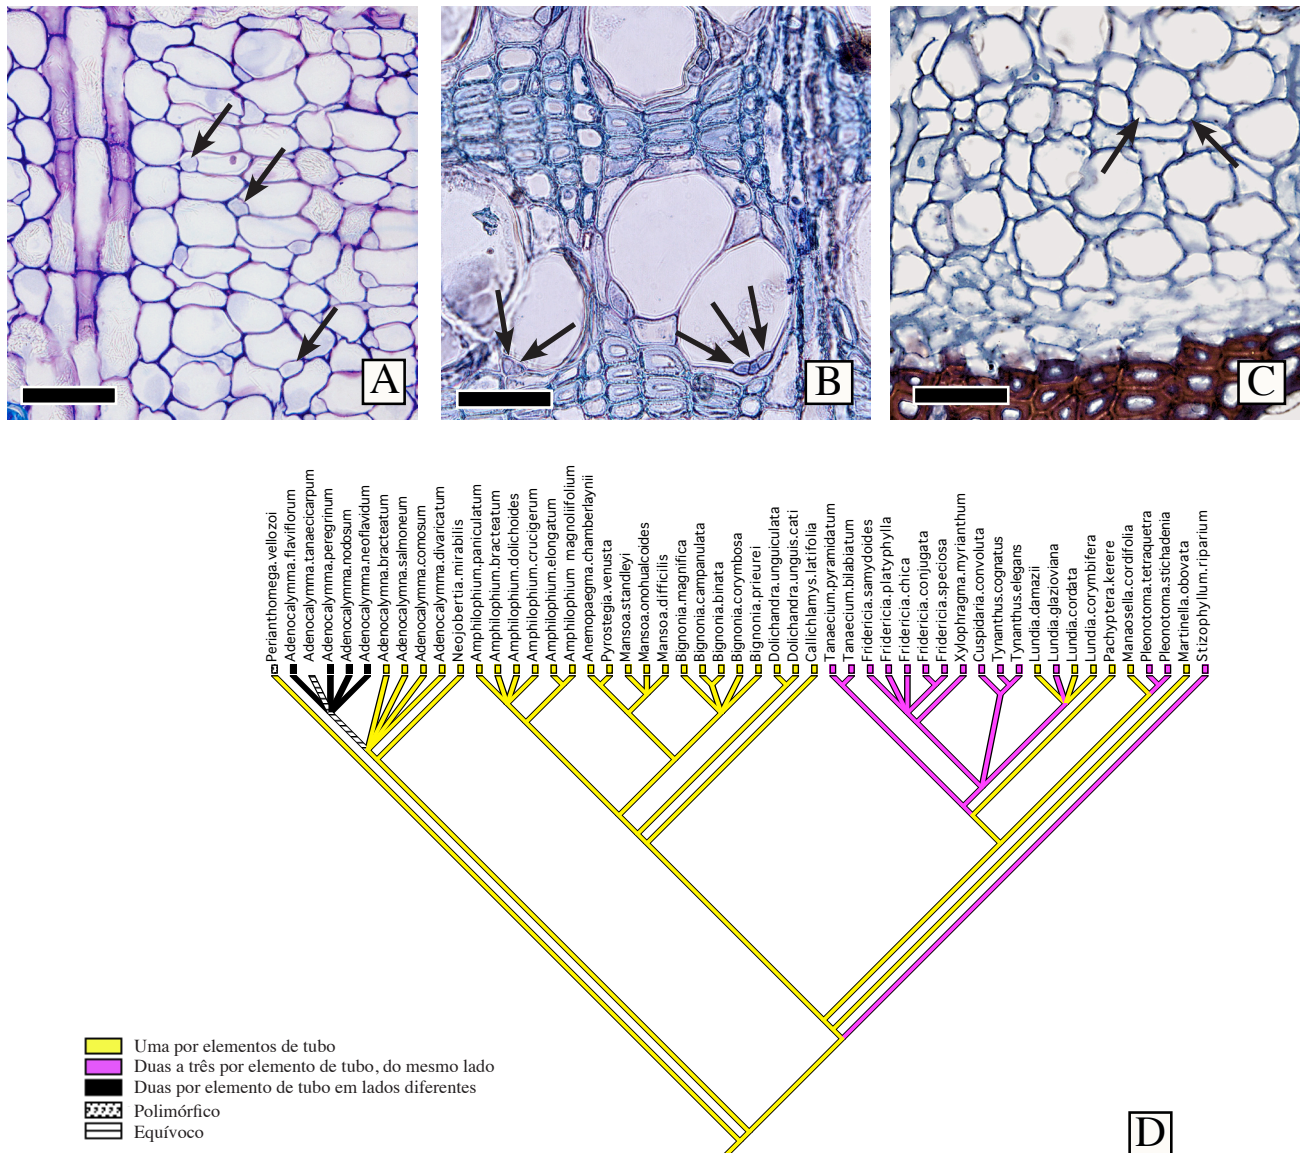 A
B
C
Perianthomega.vellozoi
Adenocalymma.flaviflorum
Adenocalymma.tanaecicarpum
Adenocalymma.peregrinum
Adenocalymma.nodosum
Adenocalymma.neoflavidum
Adenocalymma.bracteatum
Adenocalymma.salmoneum
Adenocalymma.comosum
Adenocalymma.divaricatum
Neojobertia.mirabilis
Amphilophium.paniculatum
Amphilophium.bracteatum
Amphilophium.dolichoides
Amphilophium.crucigerum
Amphilophium.elongatum
Amphilophium magnoliifolium
Anemopaegma.chamberlaynii
Pyrostegia.venusta
Mansoa.standleyi
Mansoa.onohualcoides
Mansoa.difficilis
Bignonia.magnifica
Bignonia.campanulata
Bignonia.binata
Bignonia.corymbosa
Bignonia.prieurei
Dolichandra.unguiculata
Dolichandra.unguis.cati
Callichlamys.latifolia
Tanaecium.pyramidatum
Tanaecium.bilabiatum
Fridericia.samydoides
Fridericia.platyphylla
Fridericia.chica
Fridericia.conjugata
Fridericia.speciosa
Xylophragma.myrianthum
Cuspidaria.convoluta
Tynanthus.cognatus
Tynanthus.elegans
Lundia.damazii
Lundia.glazioviana
Lundia.cordata
Lundia.corymbifera
Pachyptera.kerere
Manaosella.cordifolia
Pleonotoma.tetraquetra
Pleonotoma.stichadenia
Martinella.obovata
Stizophyllum.riparium
Uma por elementos de tubo
Duas a três por elemento de tubo, do mesmo lado
Duas por elemento de tubo em lados diferentes
Polimórfico
Equívoco
D